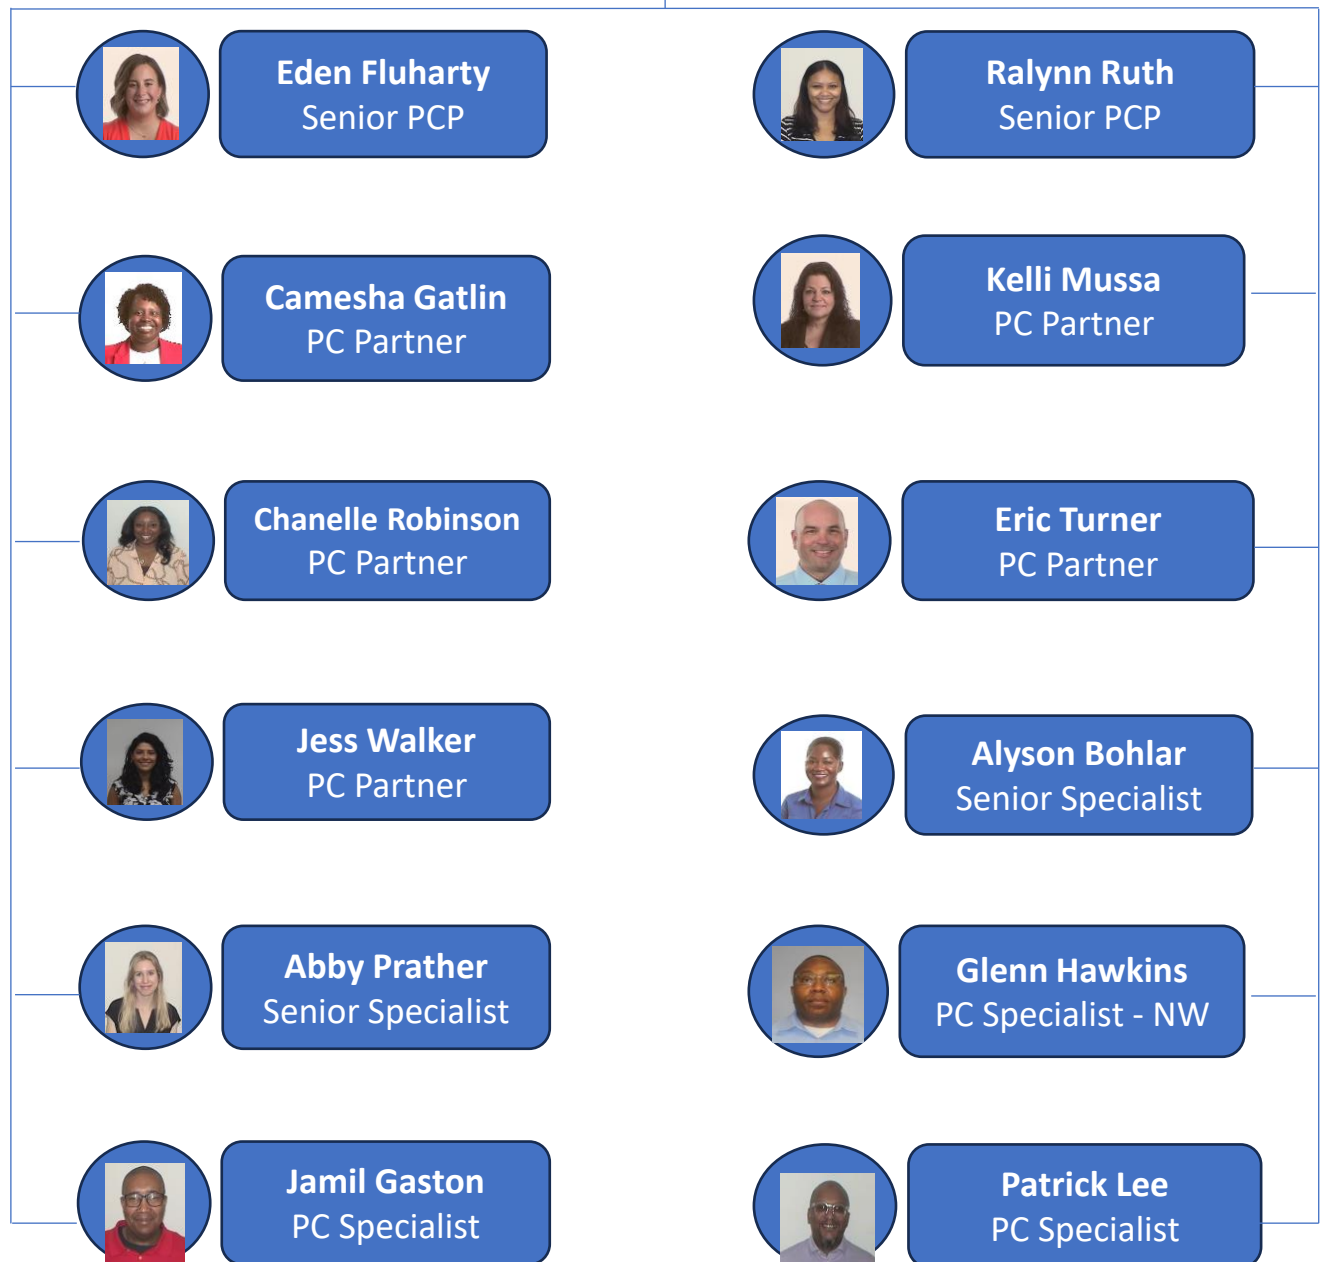 Eden Fluharty
Senior PCP
Ralynn Ruth
Senior PCP
Camesha Gatlin
PC Partner
Kelli Mussa
PC Partner
Chanelle Robinson
PC Partner
Eric Turner
PC Partner
Jess Walker
PC Partner
Alyson Bohlar
Senior Specialist
Abby Prather
Senior Specialist
Glenn Hawkins
PC Specialist - NW
Jamil Gaston
PC Specialist
Patrick Lee
PC Specialist